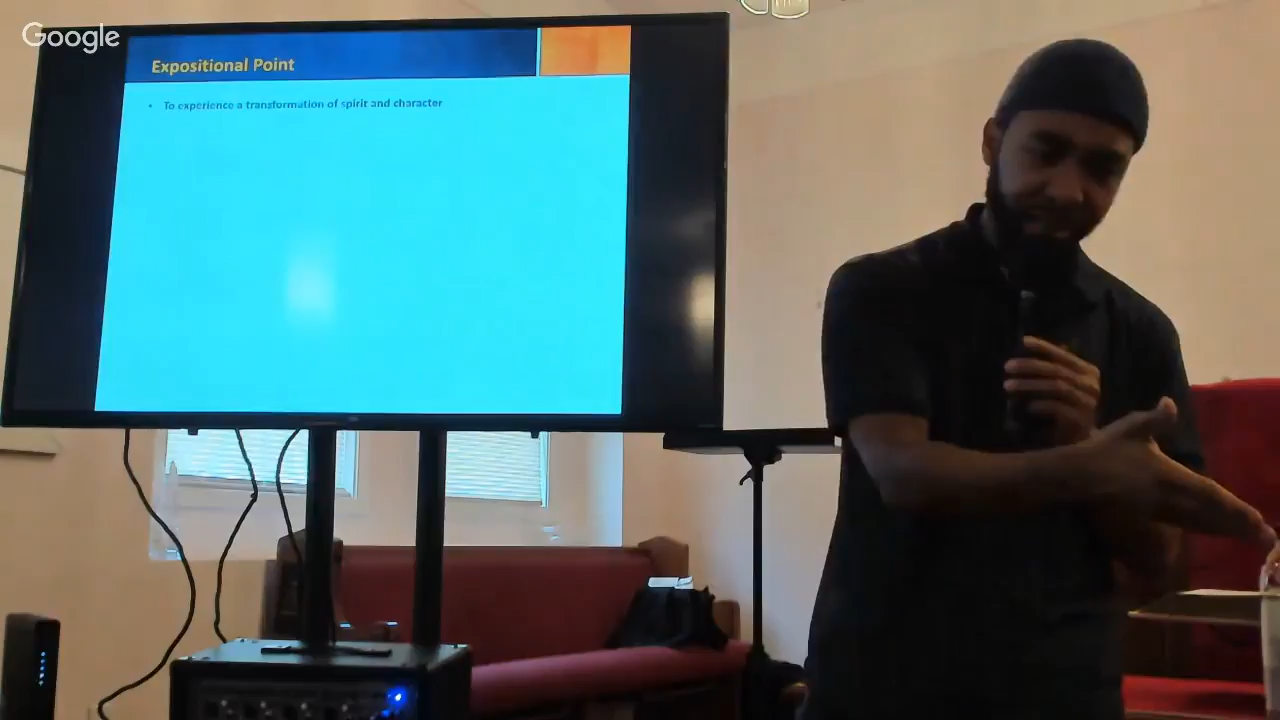 Google
Expositional Point
• To experience a transformation of spirit and character